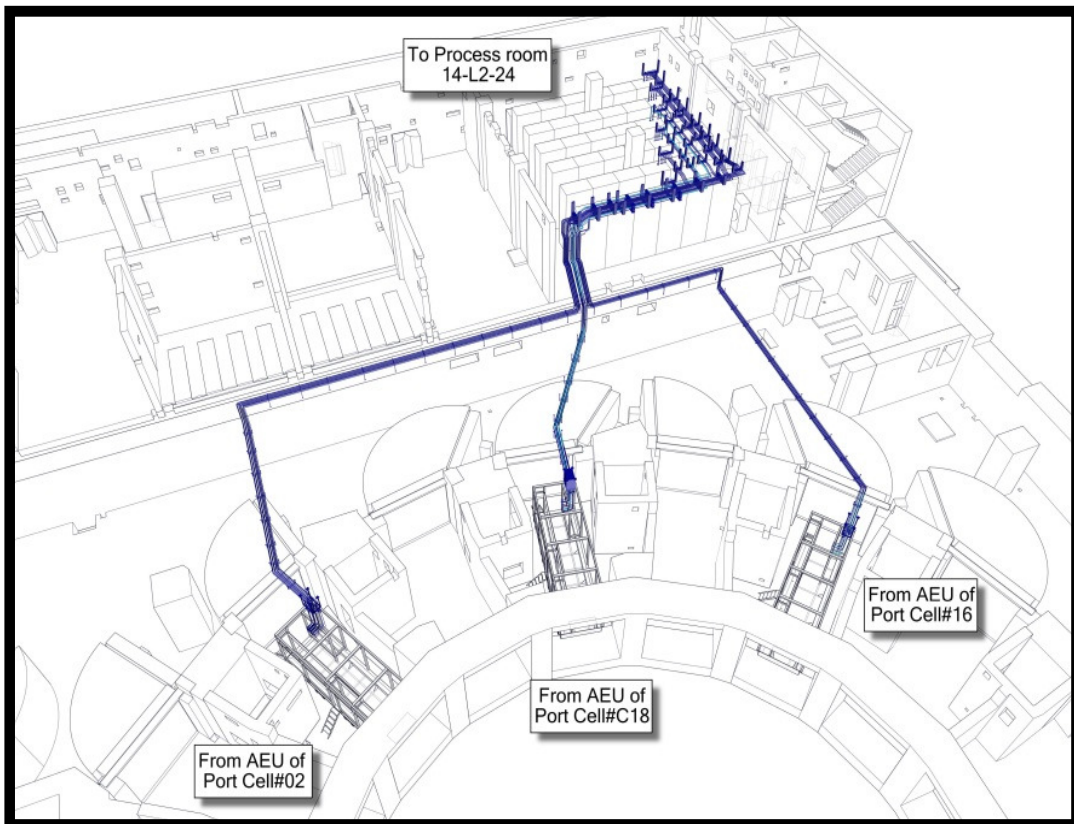 To Process room
14-L2-24
From AEU of
Port Cell#16
From AEU of
Port Cell#C18
From AEU of
Port Cell#02